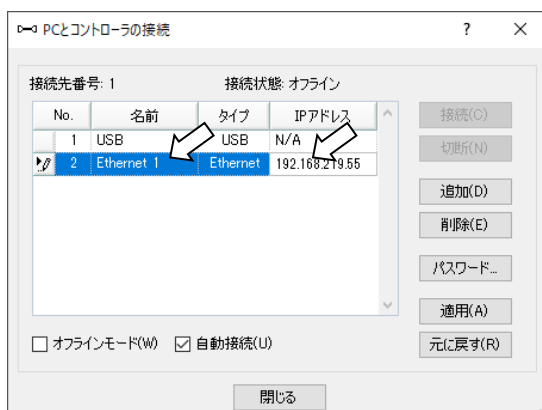 PCとコントローラの接続 ? ×
接続先番号: 1 接続状態: オフライン
No. 名前 タイプ IPアドレス
1 USB USB N/A
2 Ethernet 1 Ethernet 192.168.219.55
接続(C)
切断(N)
追加(D)
削除(E)
パスワード...
適用(A)
元に戻す(R)
オフラインモード(W) 自動接続(U)
閉じる